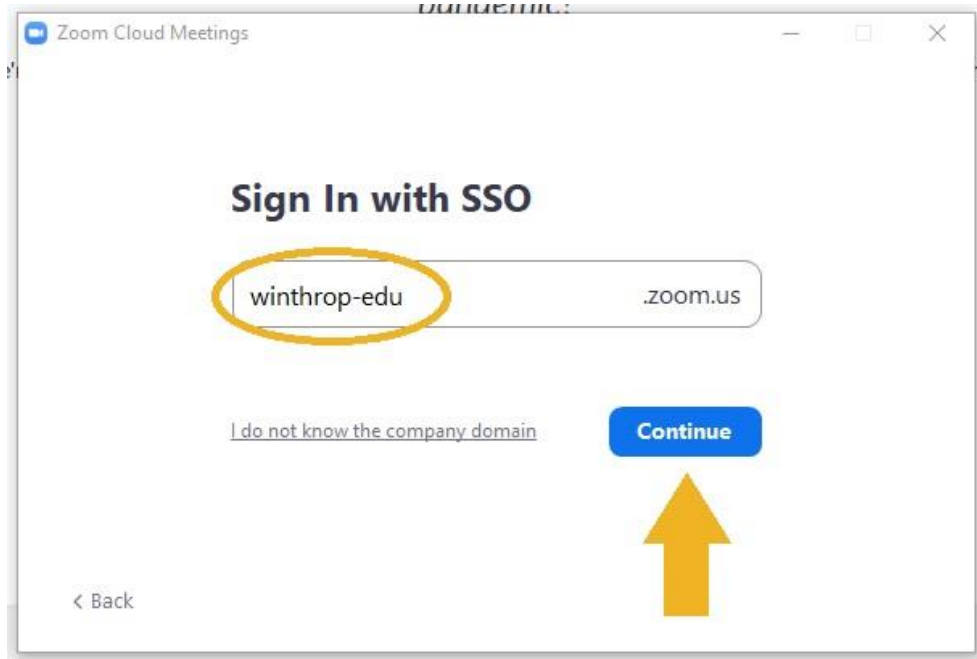 pandemic?
Zoom Cloud Meetings
Sign In with SSO
winthrop-edu .zoom.us
I do not know the company domain Continue
< Back